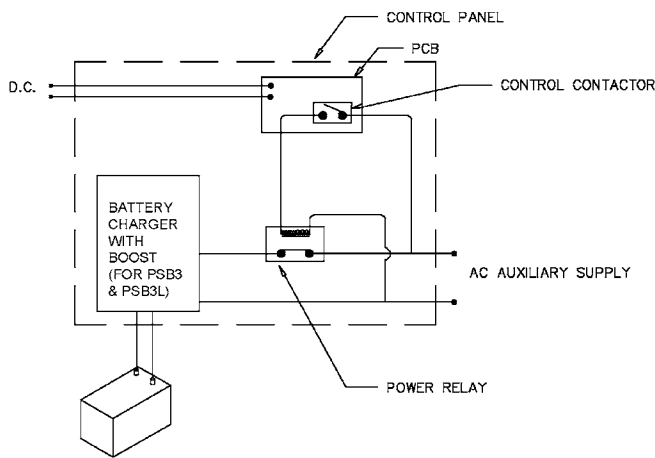 CONTROL PANEL
PCB
D.C.
CONTROL CONTACTOR
BATTERY
CHARGER
WITH
BOOST
(FOR PSB3
& PSB3L)
AC AUXILIARY SUPPLY
POWER RELAY